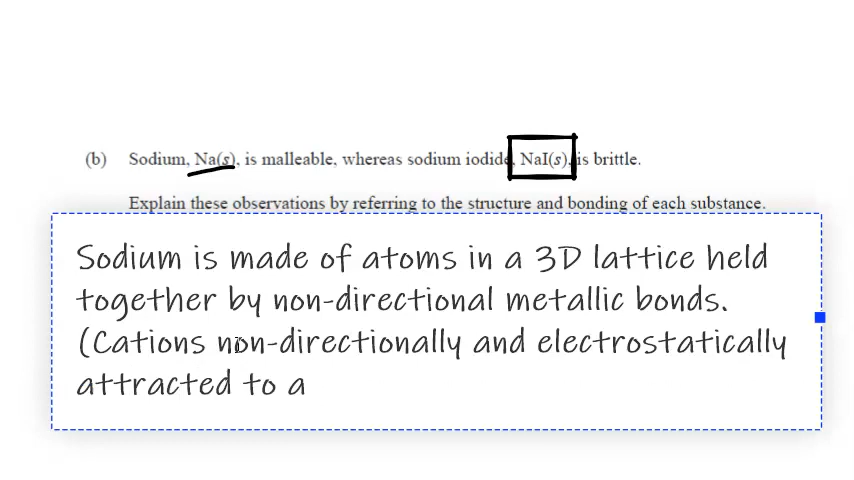 (b) Sodium, Na(s), is malleable, whereas sodium iodide, NaI(s), is brittle.
Explain these observations by referring to the structure and bonding of each substance.
Sodium is made of atoms in a 3D lattice held
together by non-directional metallic bonds.
(Cations non-directionally and electrostatically
attracted to a